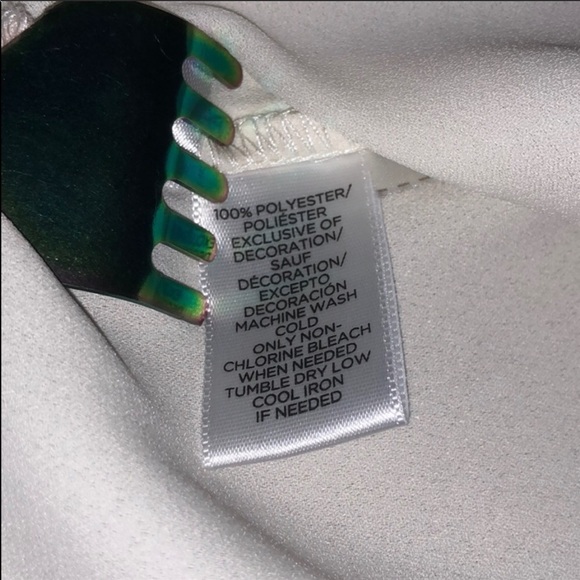 100% POLYESTER/
POLIÉSTER
EXCLUSIVE OF
DECORATION/
SAUF
DÉCORATION/
EXCEPTO
DECORACIÓN
MACHINE WASH
COLD
ONLY NON-
CHLORINE BLEACH
WHEN NEEDED
TUMBLE DRY LOW
COOL IRON
IF NEEDED